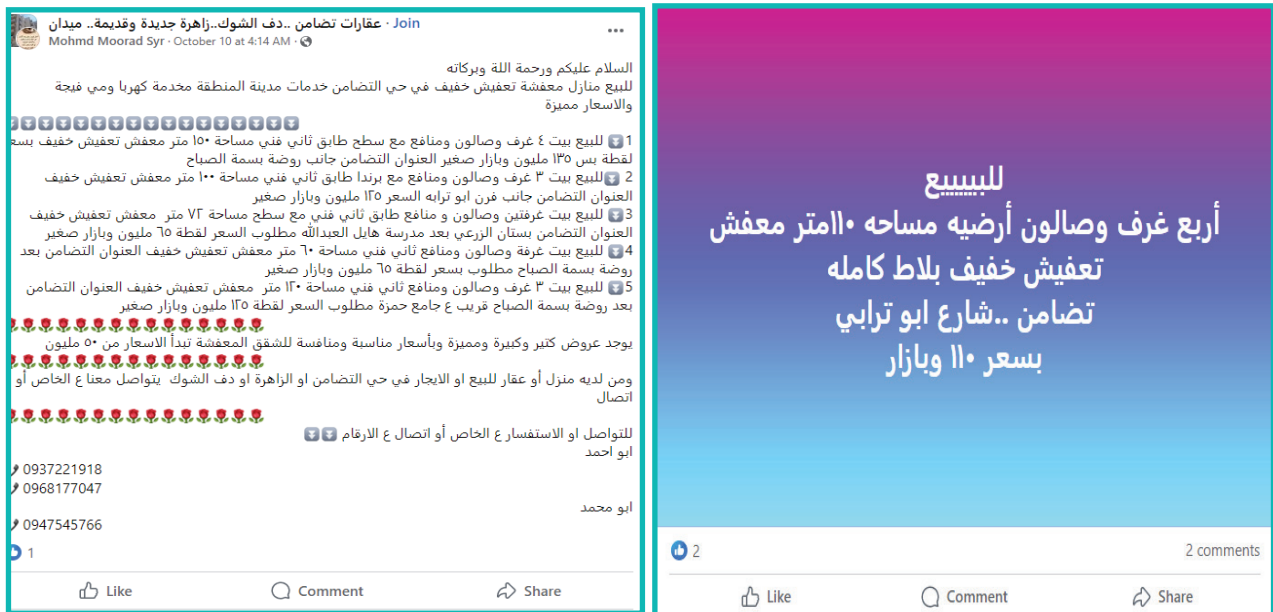 عقارات تضامن ..دف الشوك..زاهرة جديدة وقديمة.. ميدان · Join
Mohmd Moorad Syr · October 10 at 4:14 AM ·
السلام عليكم ورحمة اللة وبركاته
للبيع منازل معفشة تعفيش خفيف في حي التضامن خدمات مدينة المنطقة مخدمة كهربا ومي فيجة
والاسعار مميزة
1 للبيع بيت ٤ غرف وصالون ومنافع مع سطح طابق ثاني فني مساحة ١٥٠ متر معفش تعفيش خفيف بسع
لقطة بس ١٣٥ مليون وبازار صغير العنوان التضامن جانب روضة بسمة الصباح
2 للبيع بيت ٣ غرف وصالون ومنافع مع برندا طابق ثاني فني مساحة ١٠٠ متر معفش تعفيش خفيف
العنوان التضامن جانب فرن ابو ترابه السعر ١٢٥ مليون وبازار صغير
3 للبيع بيت غرفتين وصالون و منافع طابق ثاني فني مع سطح مساحة ٧٢ متر معفش تعفيش خفيف
العنوان التضامن بستان الزرعي بعد مدرسة هايل العبدالله مطلوب السعر لقطة ٦٥ مليون وبازار صغير
4 للبيع بيت غرفة وصالون ومنافع ثاني فني مساحة ٦٠ متر معفش تعفيش خفيف العنوان التضامن بعد
روضة بسمة الصباح مطلوب بسعر لقطة ٦٥ مليون وبازار صغير
5 للبيع بيت ٣ غرف وصالون ومنافع ثاني فني مساحة ١٢٠ متر معفش تعفيش خفيف العنوان التضامن
بعد روضة بسمة الصباح قريب ع جامع حمزة مطلوب السعر لقطة ١٢٥ مليون وبازار صغير
يوجد عروض كتير وكبيرة ومميزة وبأسعار مناسبة ومنافسة للشقق المعفشة تبدأ الاسعار من ٥٠ مليون
ومن لديه منزل أو عقار للبيع او الايجار في حي التضامن او الزاهرة او دف الشوك يتواصل معنا ع الخاص أو
اتصال
للتواصل او الاستفسار ع الخاص أو اتصال ع الارقام
ابو احمد
0937221918
0968177047
ابو محمد
0947545766
1
Like Comment Share
للبيييييع
أربع غرف وصالون أرضيه مساحه ١١٠متر معفش
تعفيش خفيف بلاط كامله
تضامن ..شارع ابو ترابي
بسعر ١١٠ وبازار
2 2 comments
Like Comment Share